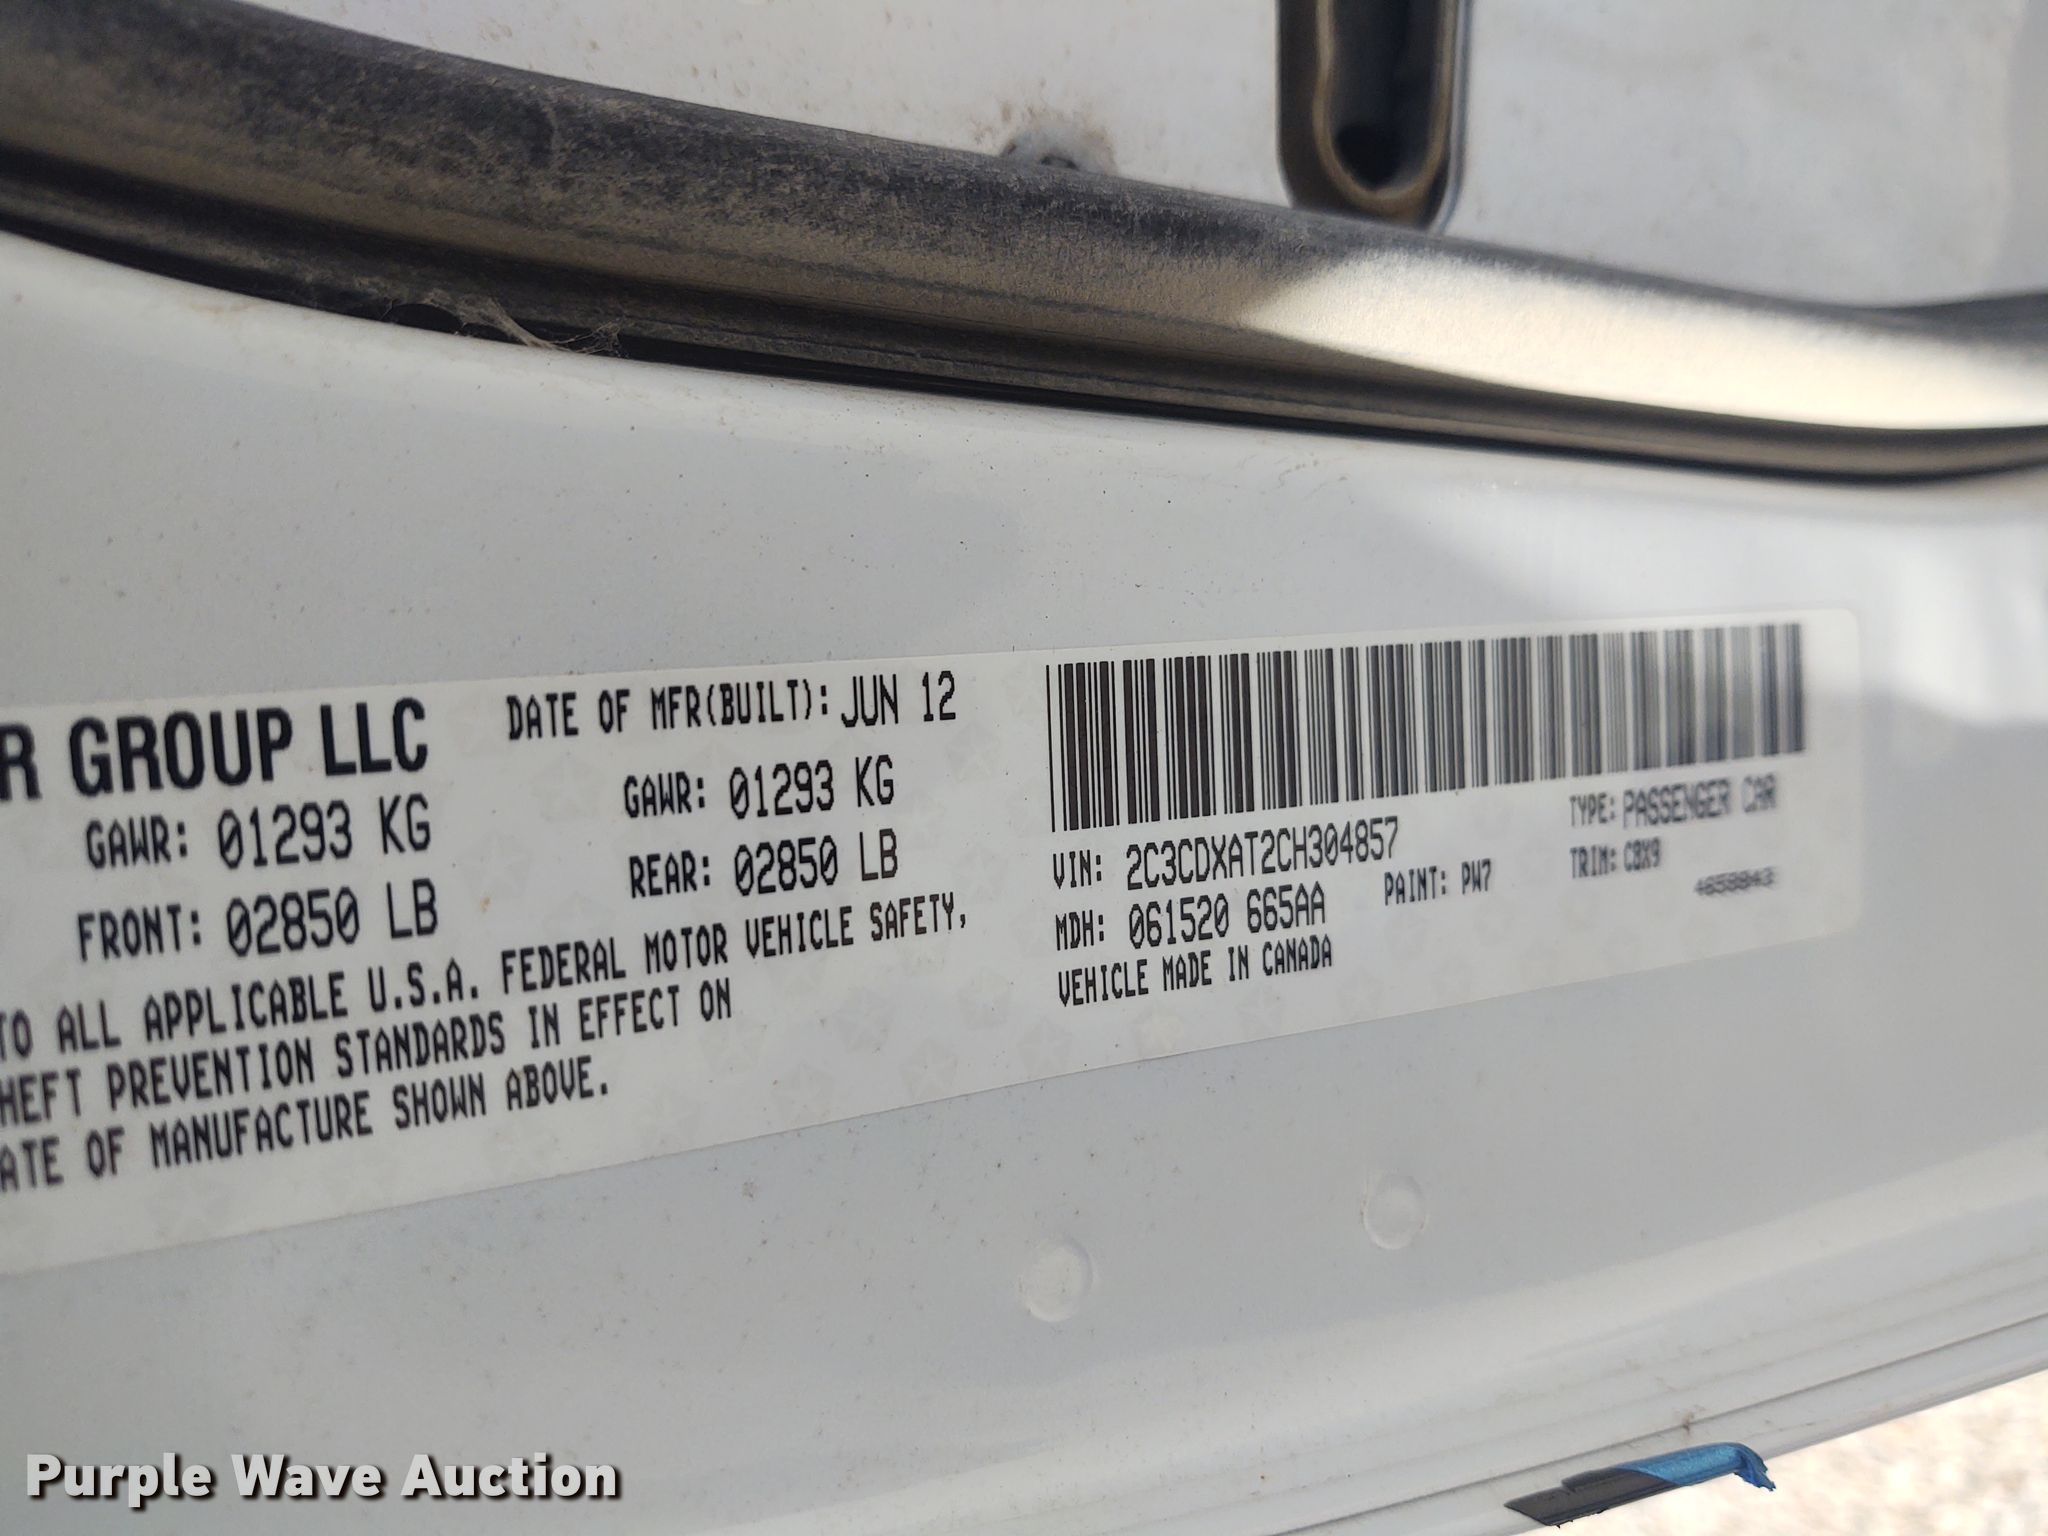 R GROUP LLC
DATE OF MFR(BUILT): JUN 12
GAWR: 01293 KG
GAWR: 01293 KG
FRONT: 02850 LB
REAR: 02850 LB
TO ALL APPLICABLE U.S.A. FEDERAL MOTOR VEHICLE SAFETY,
HEFT PREVENTION STANDARDS IN EFFECT ON
ATE OF MANUFACTURE SHOWN ABOVE.
VIN: 2C3CDXAT2CH304857
TYPE: PASSENGER CAR
MDH: 061520 665AA
PAINT: PW7
TRIM: CBX9
VEHICLE MADE IN CANADA
Purple Wave Auction